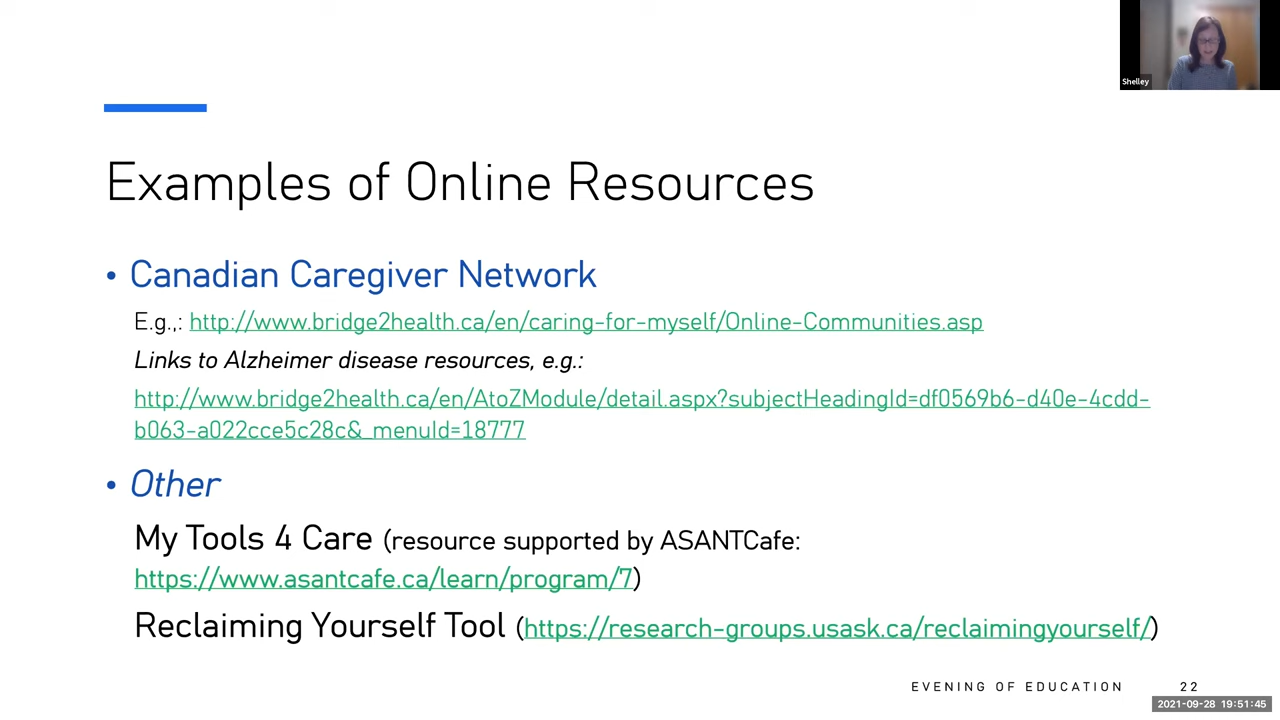 Shelley
Examples of Online Resources
• Canadian Caregiver Network
E.g.,: http://www.bridge2health.ca/en/caring-for-myself/Online-Communities.asp
Links to Alzheimer disease resources, e.g.:
http://www.bridge2health.ca/en/AtoZModule/detail.aspx?subjectHeadingId=df0569b6-d40e-4cdd-
b063-a022cce5c28c&_menuId=18777
• Other
My Tools 4 Care (resource supported by ASANTCafe:
https://www.asantcafe.ca/learn/program/7)
Reclaiming Yourself Tool (https://research-groups.usask.ca/reclaimingyourself/)
EVENING OF EDUCATION 22
2021-09-28 19:51:45